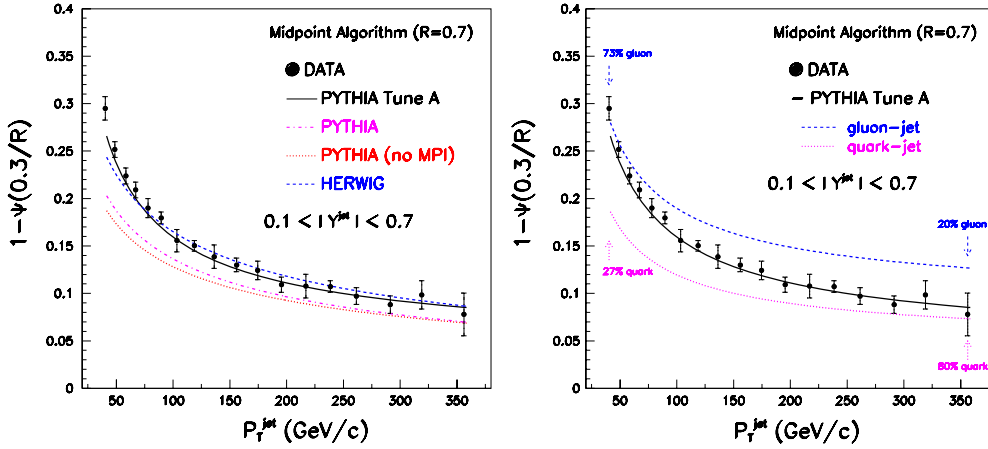 0.4
0.35
0.3
0.25
0.2
0.15
0.1
0.05
0
1−Ψ(0.3/R)
Midpoint Algorithm (R=0.7)
DATA
PYTHIA Tune A
PYTHIA
PYTHIA (no MPI)
HERWIG
0.1 < | Y^jet | < 0.7
50 100 150 200 250 300 350
P_T^jet (GeV/c)
0.4
0.35
0.3
0.25
0.2
0.15
0.1
0.05
0
1−Ψ(0.3/R)
Midpoint Algorithm (R=0.7)
73% gluon
DATA
PYTHIA Tune A
gluon−jet
quark−jet
0.1 < | Y^jet | < 0.7
20% gluon
27% quark
80% quark
50 100 150 200 250 300 350
P_T^jet (GeV/c)